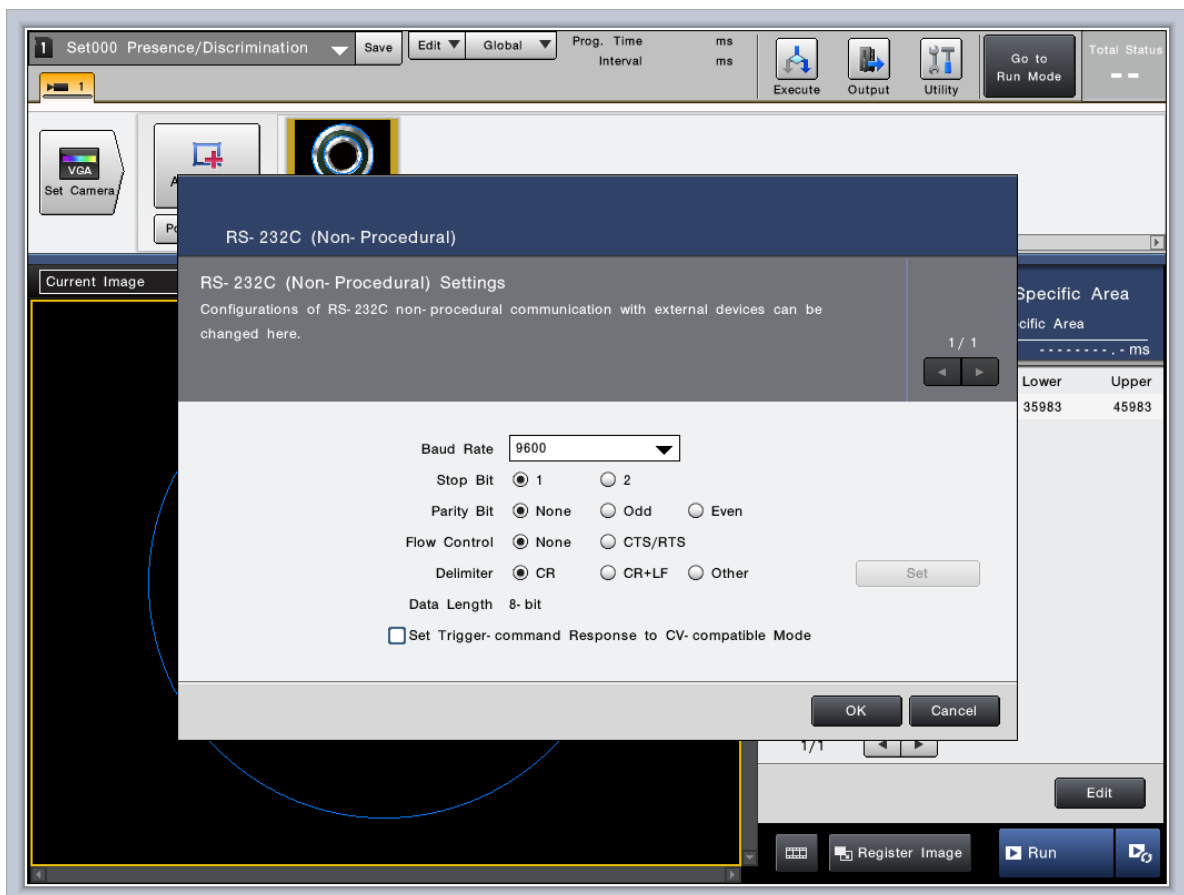 1 Set000 Presence/Discrimination Save Edit Global Prog. Time ms
Interval ms
Execute Output Utility
Go to
Run Mode
Total Status
--
1
VGA
Set Camera
Current Image
RS-232C (Non-Procedural)
RS-232C (Non-Procedural) Settings
Configurations of RS-232C non-procedural communication with external devices can be
changed here.
1/1
Specific Area
cific Area
--------.-ms
Lower Upper
35983 45983
Baud Rate 9600
Stop Bit 1 2
Parity Bit None Odd Even
Flow Control None CTS/RTS
Delimiter CR CR+LF Other Set
Data Length 8-bit
Set Trigger-command Response to CV-compatible Mode
OK Cancel
1/1
Edit
Register Image Run